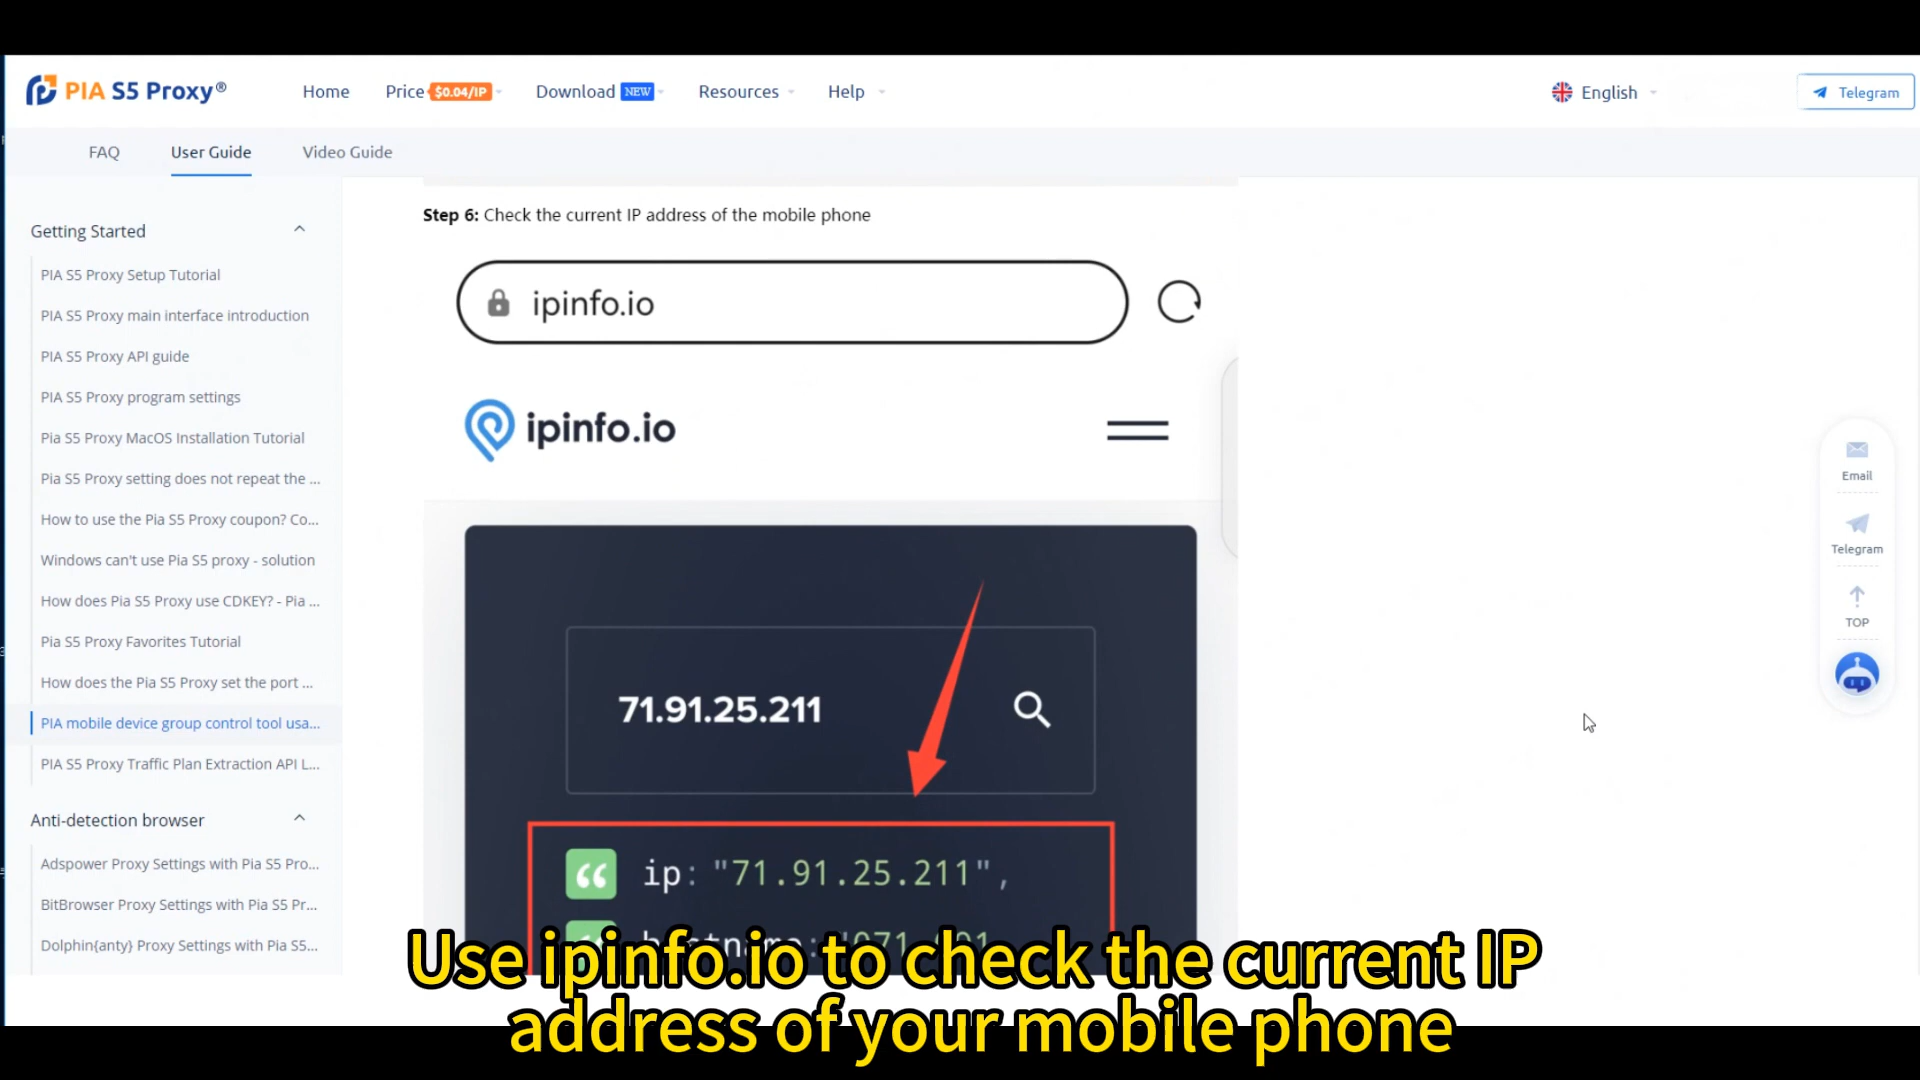 PIA S5 Proxy®
Home
Price $0.04/IP
Download NEW
Resources
Help
English
Telegram
FAQ
User Guide
Video Guide
Getting Started
PIA S5 Proxy Setup Tutorial
PIA S5 Proxy main interface introduction
PIA S5 Proxy API guide
PIA S5 Proxy program settings
Pia S5 Proxy MacOS Installation Tutorial
Pia S5 Proxy setting does not repeat the ...
How to use the Pia S5 Proxy coupon? Co...
Windows can't use Pia S5 proxy - solution
How does Pia S5 Proxy use CDKEY? - Pia ...
Pia S5 Proxy Favorites Tutorial
How does the Pia S5 Proxy set the port ...
PIA mobile device group control tool usa...
PIA S5 Proxy Traffic Plan Extraction API L...
Anti-detection browser
Adspower Proxy Settings with Pia S5 Pro...
BitBrowser Proxy Settings with Pia S5 Pr...
Dolphin{anty} Proxy Settings with Pia S5...
Step 6: Check the current IP address of the mobile phone
ipinfo.io
ipinfo.io
71.91.25.211
ip: "71.91.25.211",
Email
Telegram
TOP
Use ipinfo.io to check the current IP
address of your mobile phone